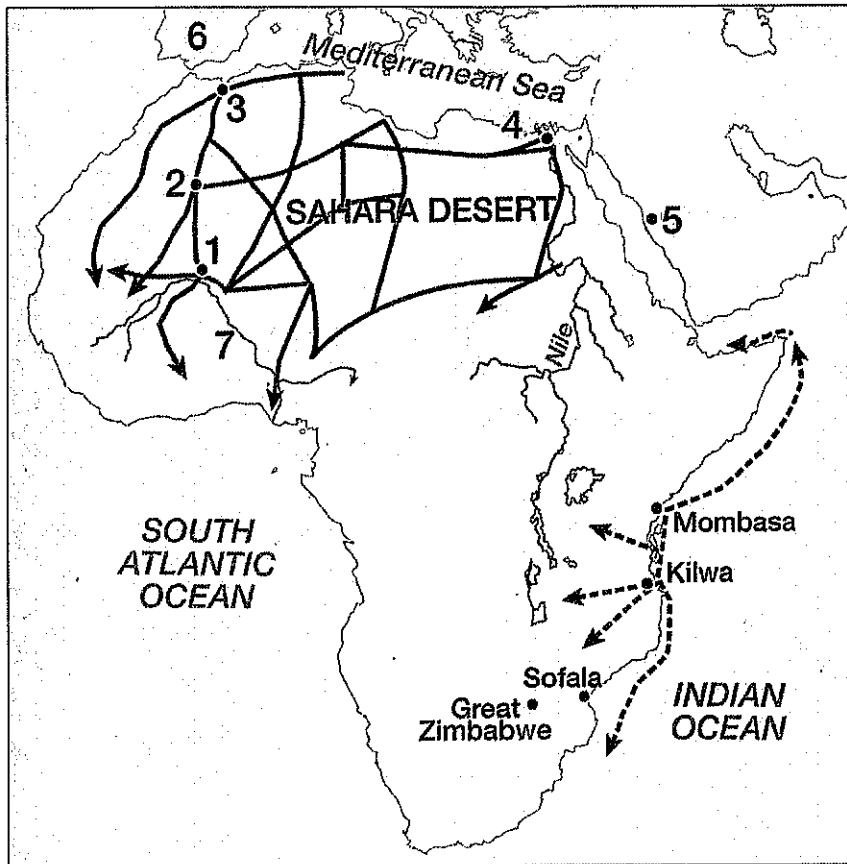 6
Mediterranean Sea
3
4
2
SAHARA DESERT
5
1
7
Nile
SOUTH
ATLANTIC
OCEAN
Mombasa
Kilwa
Sofala
Great
Zimbabwe
INDIAN
OCEAN